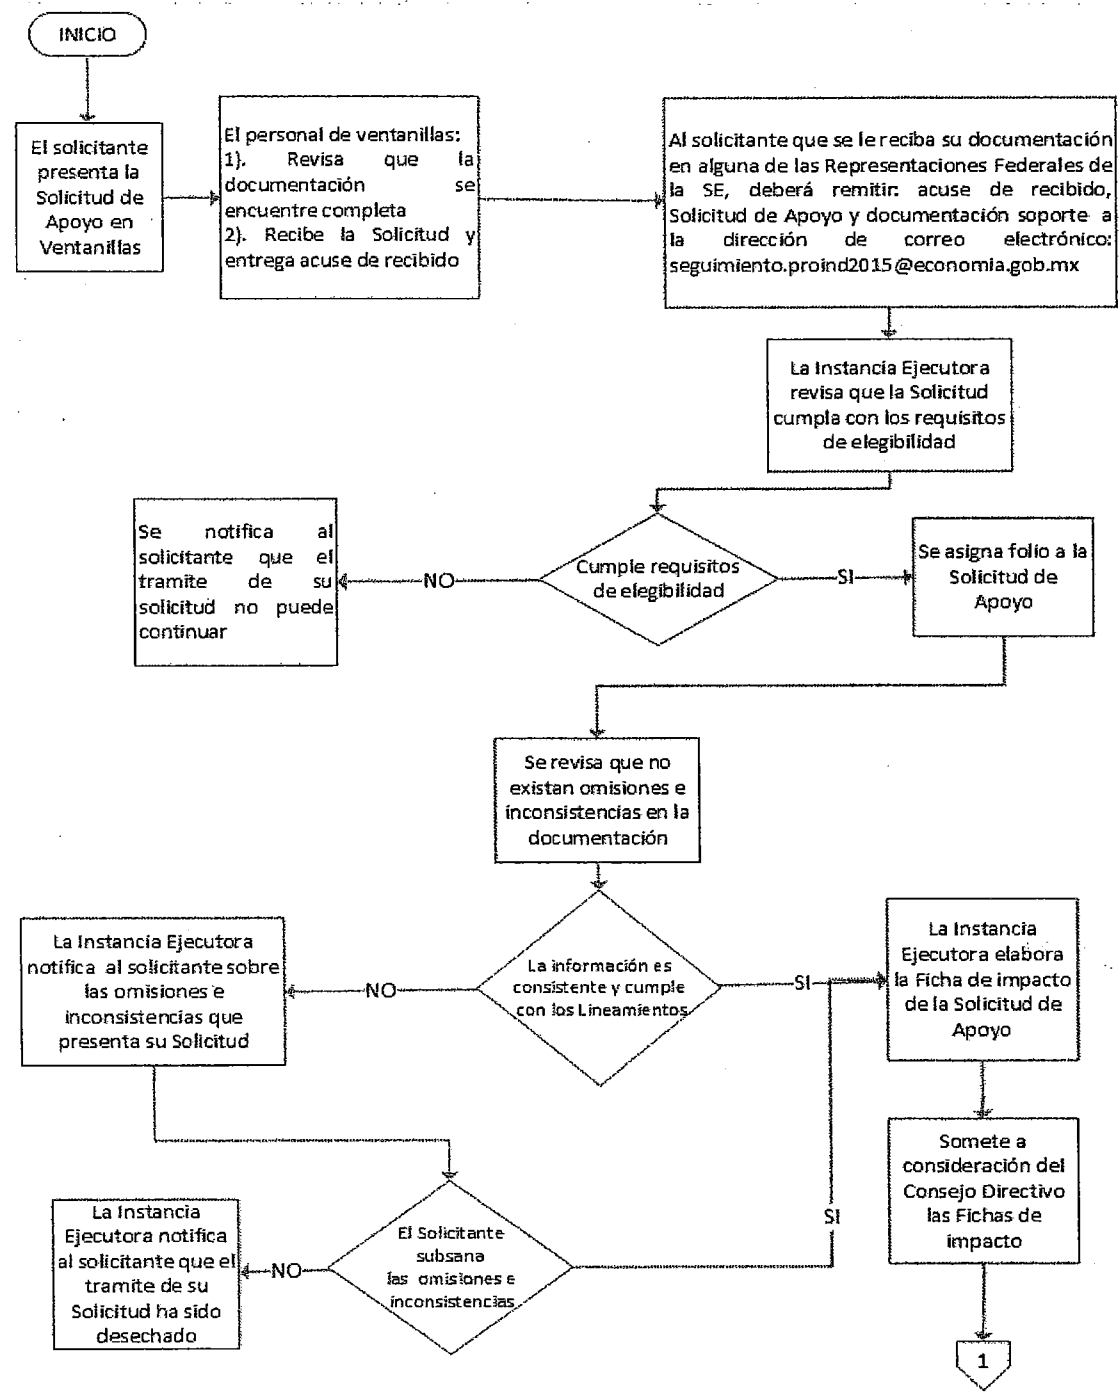 INICIO
El solicitante
presenta la
Solicitud de
Apoyo en
Ventanillas
El personal de ventanillas:
1). Revisa que la
documentación se
encuentre completa
2). Recibe la Solicitud y
entrega acuse de recibido
Al solicitante que se le reciba su documentación
en alguna de las Representaciones Federales de
la SE, deberá remitir: acuse de recibido,
Solicitud de Apoyo y documentación soporte a
la dirección de correo electrónico:
seguimiento.proind2015@economia.gob.mx
La Instancia Ejecutora
revisa que la Solicitud
cumpla con los requisitos
de elegibilidad
Se notifica al
solicitante que el
tramite de su
solicitud no puede
continuar
NO
Cumple requisitos
de elegibilidad
SI
Se asigna folio a la
Solicitud de
Apoyo
Se revisa que no
existan omisiones e
inconsistencias en la
documentación
La Instancia Ejecutora
notifica al solicitante sobre
las omisiones e
inconsistencias que
presenta su Solicitud
NO
La información es
consistente y cumple
con los Lineamientos
SI
La Instancia
Ejecutora elabora
la Ficha de impacto
de la Solicitud de
Apoyo
Somete a
consideración del
Consejo Directivo
las Fichas de
impacto
La Instancia
Ejecutora notifica
al solicitante que el
tramite de su
Solicitud ha sido
desechado
NO
El Solicitante
subsana
las omisiones e
inconsistencias
SI
1